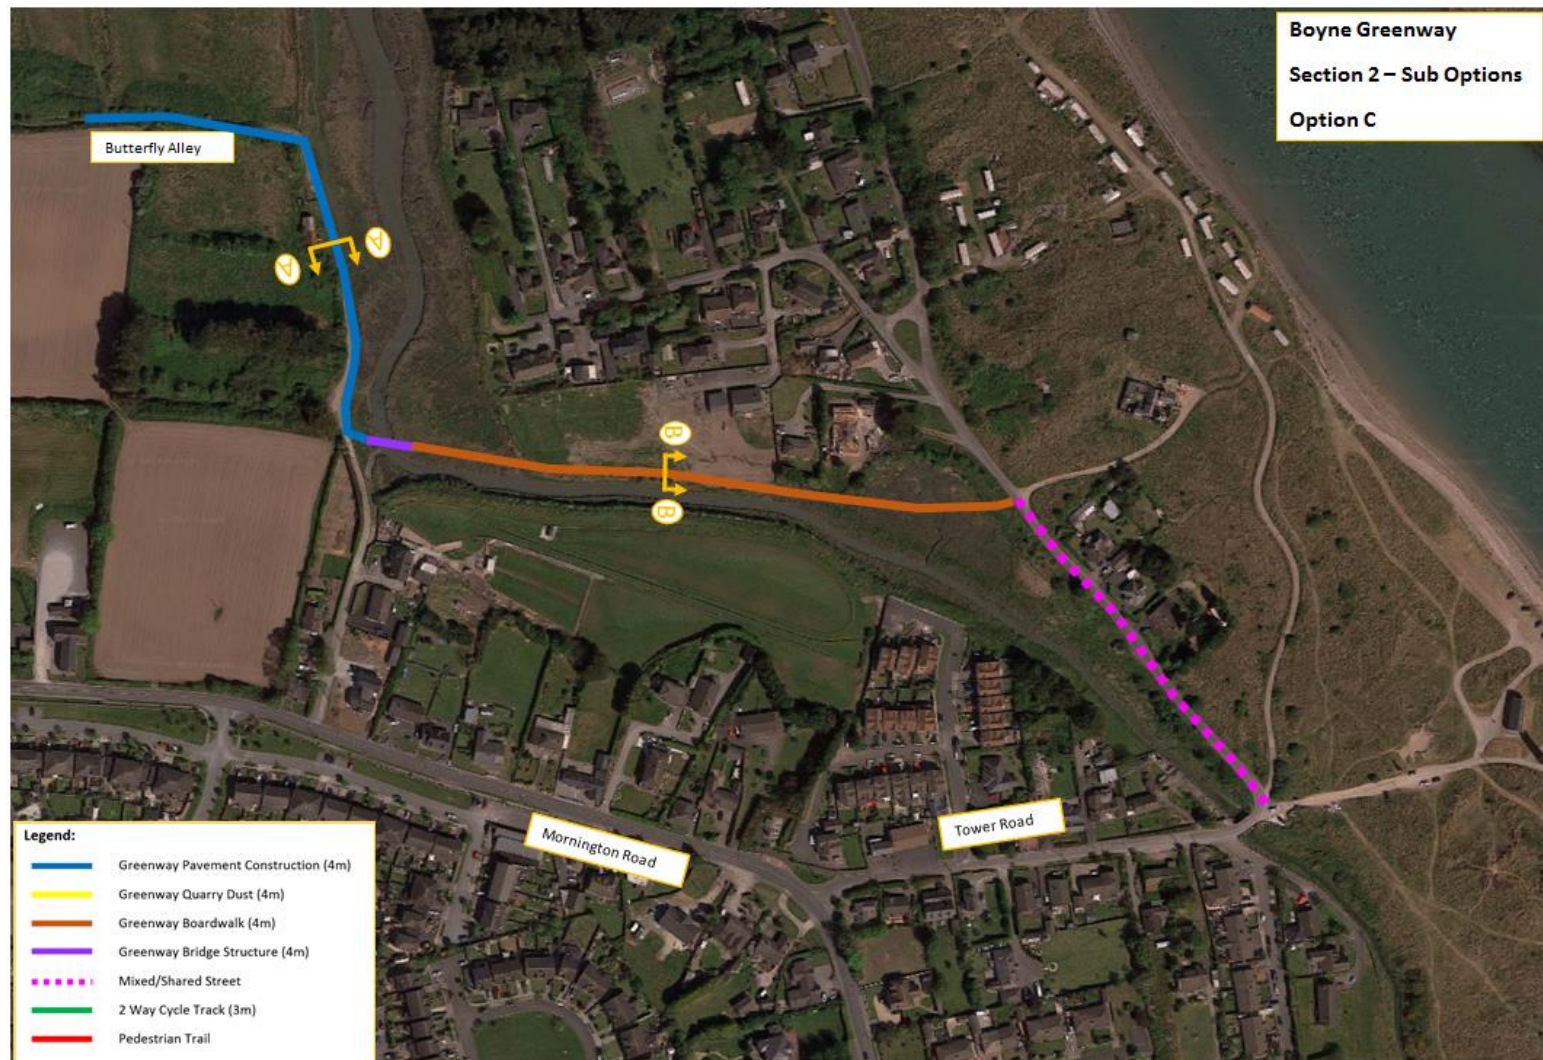 Boyne Greenway
Section 2 – Sub Options
Option C
Butterfly Alley
A
A
B
B
Tower Road
Mornington Road
Legend:
Greenway Pavement Construction (4m)
Greenway Quarry Dust (4m)
Greenway Boardwalk (4m)
Greenway Bridge Structure (4m)
Mixed/Shared Street
2 Way Cycle Track (3m)
Pedestrian Trail